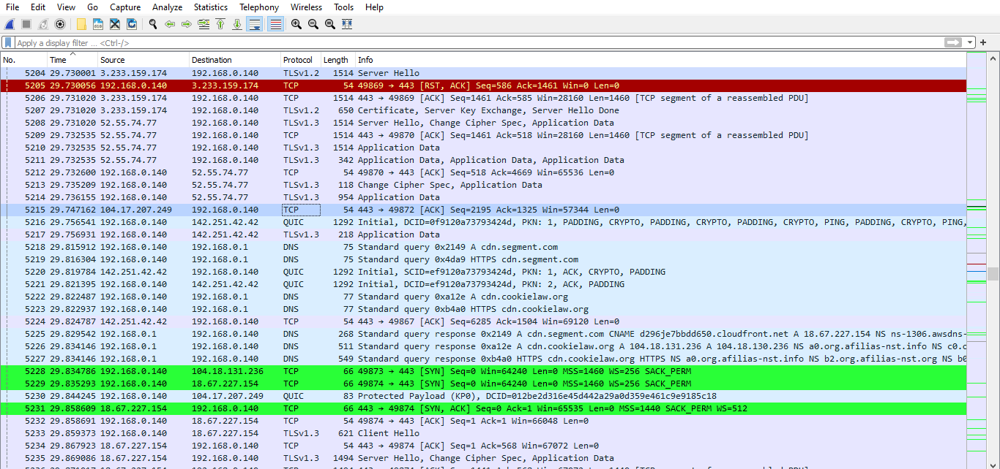 File Edit View Go Capture Analyze Statistics Telephony Wireless Tools Help
Apply a display filter ... <Ctrl-/>
No. Time Source Destination Protocol Length Info
5204 29.730001 3.233.159.174 192.168.0.140 TLSv1.2 1514 Server Hello
5205 29.730056 192.168.0.140 3.233.159.174 TCP 54 49869 → 443 [RST, ACK] Seq=586 Ack=1461 Win=0 Len=0
5206 29.731020 3.233.159.174 192.168.0.140 TCP 1514 443 → 49869 [ACK] Seq=1461 Ack=585 Win=28160 Len=1460 [TCP segment of a reassembled PDU]
5207 29.731020 3.233.159.174 192.168.0.140 TLSv1.2 650 Certificate, Server Key Exchange, Server Hello Done
5208 29.731020 52.55.74.77 192.168.0.140 TLSv1.3 1514 Server Hello, Change Cipher Spec, Application Data
5209 29.732535 52.55.74.77 192.168.0.140 TCP 1514 443 → 49870 [ACK] Seq=1461 Ack=518 Win=28160 Len=1460 [TCP segment of a reassembled PDU]
5210 29.732535 52.55.74.77 192.168.0.140 TLSv1.3 1514 Application Data
5211 29.732535 52.55.74.77 192.168.0.140 TLSv1.3 342 Application Data, Application Data, Application Data
5212 29.732600 192.168.0.140 52.55.74.77 TCP 54 49870 → 443 [ACK] Seq=518 Ack=4669 Win=65536 Len=0
5213 29.735209 192.168.0.140 52.55.74.77 TLSv1.3 118 Change Cipher Spec, Application Data
5214 29.736155 192.168.0.140 52.55.74.77 TLSv1.3 954 Application Data
5215 29.747162 104.17.207.249 192.168.0.140 TCP 54 443 → 49872 [ACK] Seq=2195 Ack=1325 Win=57344 Len=0
5216 29.756541 192.168.0.140 142.251.42.42 QUIC 1292 Initial, DCID=0f9120a73793424d, PKN: 1, PADDING, CRYPTO, PADDING, CRYPTO, PADDING, CRYPTO, PING, PADDING, CRYPTO, PING,
5217 29.756931 192.168.0.140 142.251.42.42 TLSv1.3 218 Application Data
5218 29.815912 192.168.0.140 192.168.0.1 DNS 75 Standard query 0x2149 A cdn.segment.com
5219 29.816304 192.168.0.140 192.168.0.1 DNS 75 Standard query 0x4da9 HTTPS cdn.segment.com
5220 29.819784 142.251.42.42 192.168.0.140 QUIC 1292 Initial, SCID=ef9120a73793424d, PKN: 1, ACK, CRYPTO, PADDING
5221 29.821395 192.168.0.140 142.251.42.42 QUIC 1292 Initial, DCID=ef9120a73793424d, PKN: 2, ACK, PADDING
5222 29.822487 192.168.0.140 192.168.0.1 DNS 77 Standard query 0xa12e A cdn.cookielaw.org
5223 29.822937 192.168.0.140 192.168.0.1 DNS 77 Standard query 0xb4a0 HTTPS cdn.cookielaw.org
5224 29.824787 142.251.42.42 192.168.0.140 TCP 54 443 → 49867 [ACK] Seq=6285 Ack=1504 Win=69120 Len=0
5225 29.829542 192.168.0.1 192.168.0.140 DNS 268 Standard query response 0x2149 A cdn.segment.com CNAME d296je7bbdd650.cloudfront.net A 18.67.227.154 NS ns-1306.awsdns-
5226 29.834146 192.168.0.1 192.168.0.140 DNS 511 Standard query response 0xa12e A cdn.cookielaw.org A 104.18.131.236 A 104.18.130.236 NS a0.org.afilias-nst.info NS c0.c
5227 29.834146 192.168.0.1 192.168.0.140 DNS 549 Standard query response 0xb4a0 HTTPS cdn.cookielaw.org HTTPS NS a0.org.afilias-nst.info NS b2.org.afilias-nst.org NS b0
5228 29.834786 192.168.0.140 104.18.131.236 TCP 66 49873 → 443 [SYN] Seq=0 Win=64240 Len=0 MSS=1460 WS=256 SACK_PERM
5229 29.835293 192.168.0.140 18.67.227.154 TCP 66 49874 → 443 [SYN] Seq=0 Win=64240 Len=0 MSS=1460 WS=256 SACK_PERM
5230 29.844245 192.168.0.140 104.17.207.249 QUIC 83 Protected Payload (KP0), DCID=012be2d316e45d442a29a0d359e461c9e9185c18
5231 29.858609 18.67.227.154 192.168.0.140 TCP 66 443 → 49874 [SYN, ACK] Seq=0 Ack=1 Win=65535 Len=0 MSS=1440 SACK_PERM WS=512
5232 29.858691 192.168.0.140 18.67.227.154 TCP 54 49874 → 443 [ACK] Seq=1 Ack=1 Win=66048 Len=0
5233 29.859373 192.168.0.140 18.67.227.154 TLSv1.3 621 Client Hello
5234 29.867923 18.67.227.154 192.168.0.140 TCP 54 443 → 49874 [ACK] Seq=1 Ack=568 Win=67072 Len=0
5235 29.869086 18.67.227.154 192.168.0.140 TLSv1.3 1494 Server Hello, Change Cipher Spec, Application Data